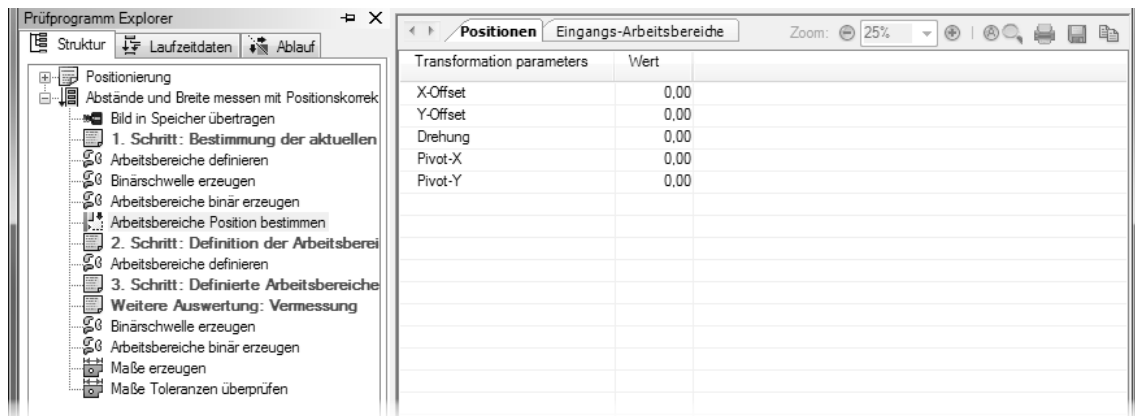 Prüfprogramm Explorer
Struktur Laufzeitdaten Ablauf
Positionierung
Abstände und Breite messen mit Positionskorrek
Bild in Speicher übertragen
1. Schritt: Bestimmung der aktuellen
Arbeitsbereiche definieren
Binärschwelle erzeugen
Arbeitsbereiche binär erzeugen
Arbeitsbereiche Position bestimmen
2. Schritt: Definition der Arbeitsberei
Arbeitsbereiche definieren
3. Schritt: Definierte Arbeitsbereiche
Weitere Auswertung: Vermessung
Binärschwelle erzeugen
Arbeitsbereiche binär erzeugen
Maße erzeugen
Maße Toleranzen überprüfen
Positionen Eingangs-Arbeitsbereiche Zoom: 25%
Transformation parameters Wert
X-Offset 0,00
Y-Offset 0,00
Drehung 0,00
Pivot-X 0,00
Pivot-Y 0,00